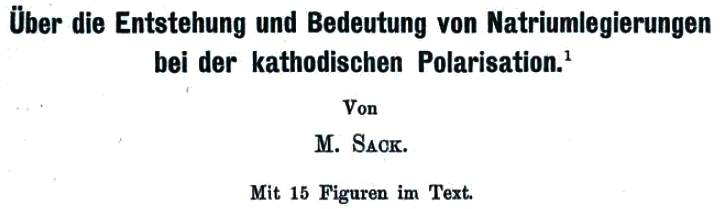 Über die Entstehung und Bedeutung von Natriumlegierungen
bei der kathodischen Polarisation.¹
Von
M. Sack.
Mit 15 Figuren im Text.